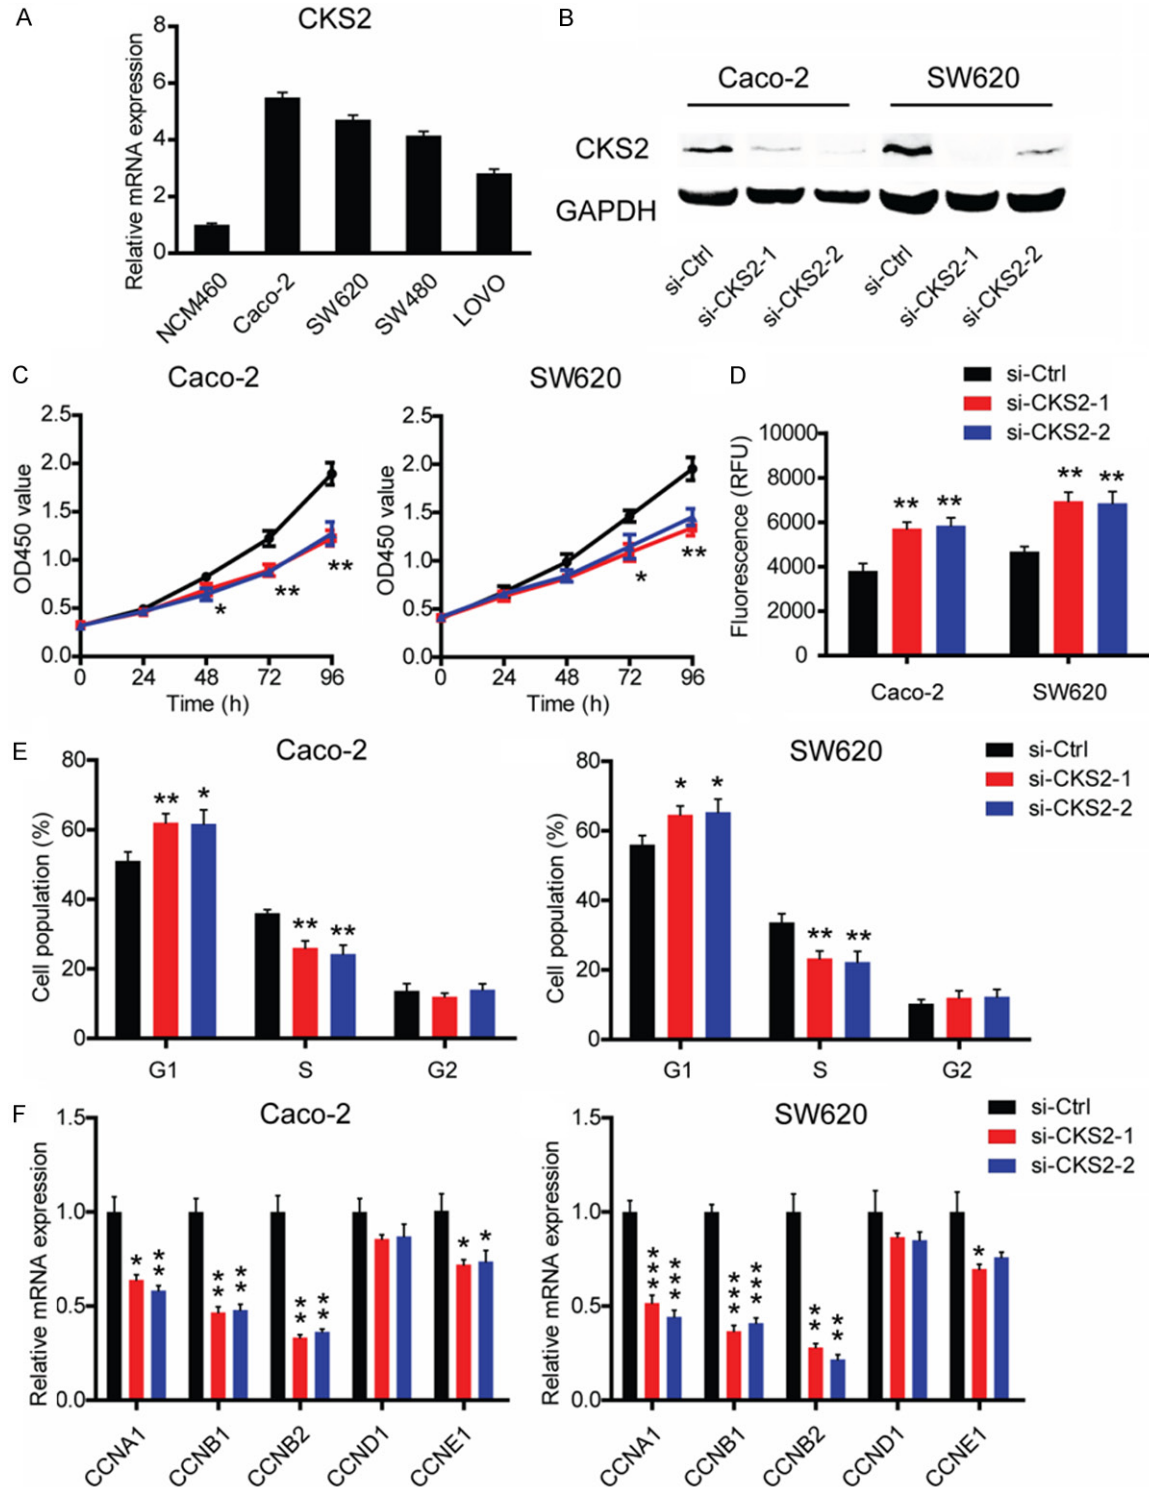 A
CKS2
Relative mRNA expression
8
6
4
2
0
NCM460
Caco-2
SW620
SW480
LOVO
B
Caco-2
SW620
CKS2
GAPDH
si-Ctrl
si-CKS2-1
si-CKS2-2
si-Ctrl
si-CKS2-1
si-CKS2-2
C
Caco-2
OD450 value
2.5
2.0
1.5
1.0
0.5
0.0
*
**
**
0 24 48 72 96
Time (h)
SW620
OD450 value
2.5
2.0
1.5
1.0
0.5
0.0
*
**
0 24 48 72 96
Time (h)
D
si-Ctrl
si-CKS2-1
si-CKS2-2
Fluorescence (RFU)
10000
8000
6000
4000
2000
0
** ** ** **
Caco-2 SW620
E
Caco-2
Cell population (%)
80
60
40
20
0
** *
** **
G1 S G2
SW620
Cell population (%)
80
60
40
20
0
* *
** **
G1 S G2
si-Ctrl
si-CKS2-1
si-CKS2-2
F
Caco-2
Relative mRNA expression
1.5
1.0
0.5
0.0
* ** ** ** ** ** * *
CCNA1
CCNB1
CCNB2
CCND1
CCNE1
SW620
Relative mRNA expression
1.5
1.0
0.5
0.0
*** *** *** *** ** ** *
CCNA1
CCNB1
CCNB2
CCND1
CCNE1
si-Ctrl
si-CKS2-1
si-CKS2-2